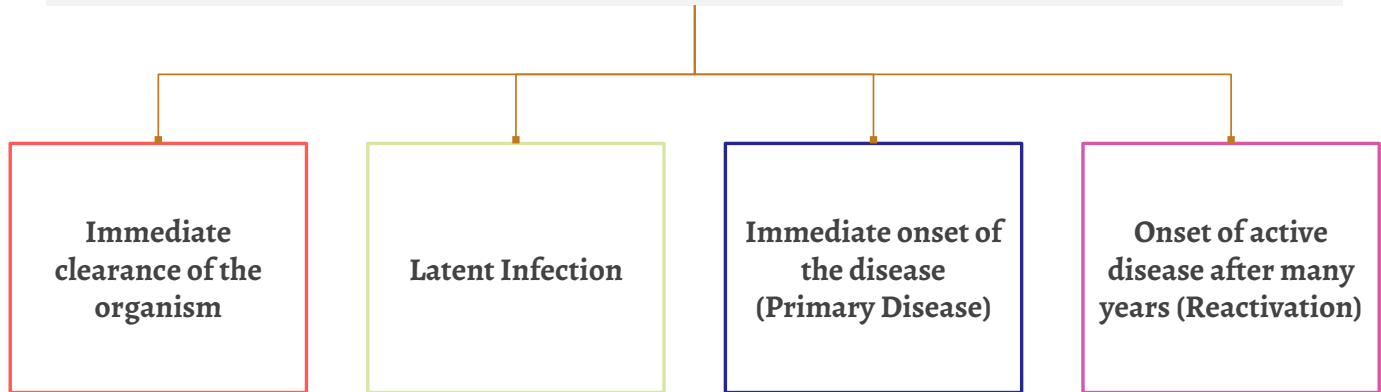 Immediate
clearance of the
organism
Latent Infection
Immediate onset of
the disease
(Primary Disease)
Onset of active
disease after many
years (Reactivation)